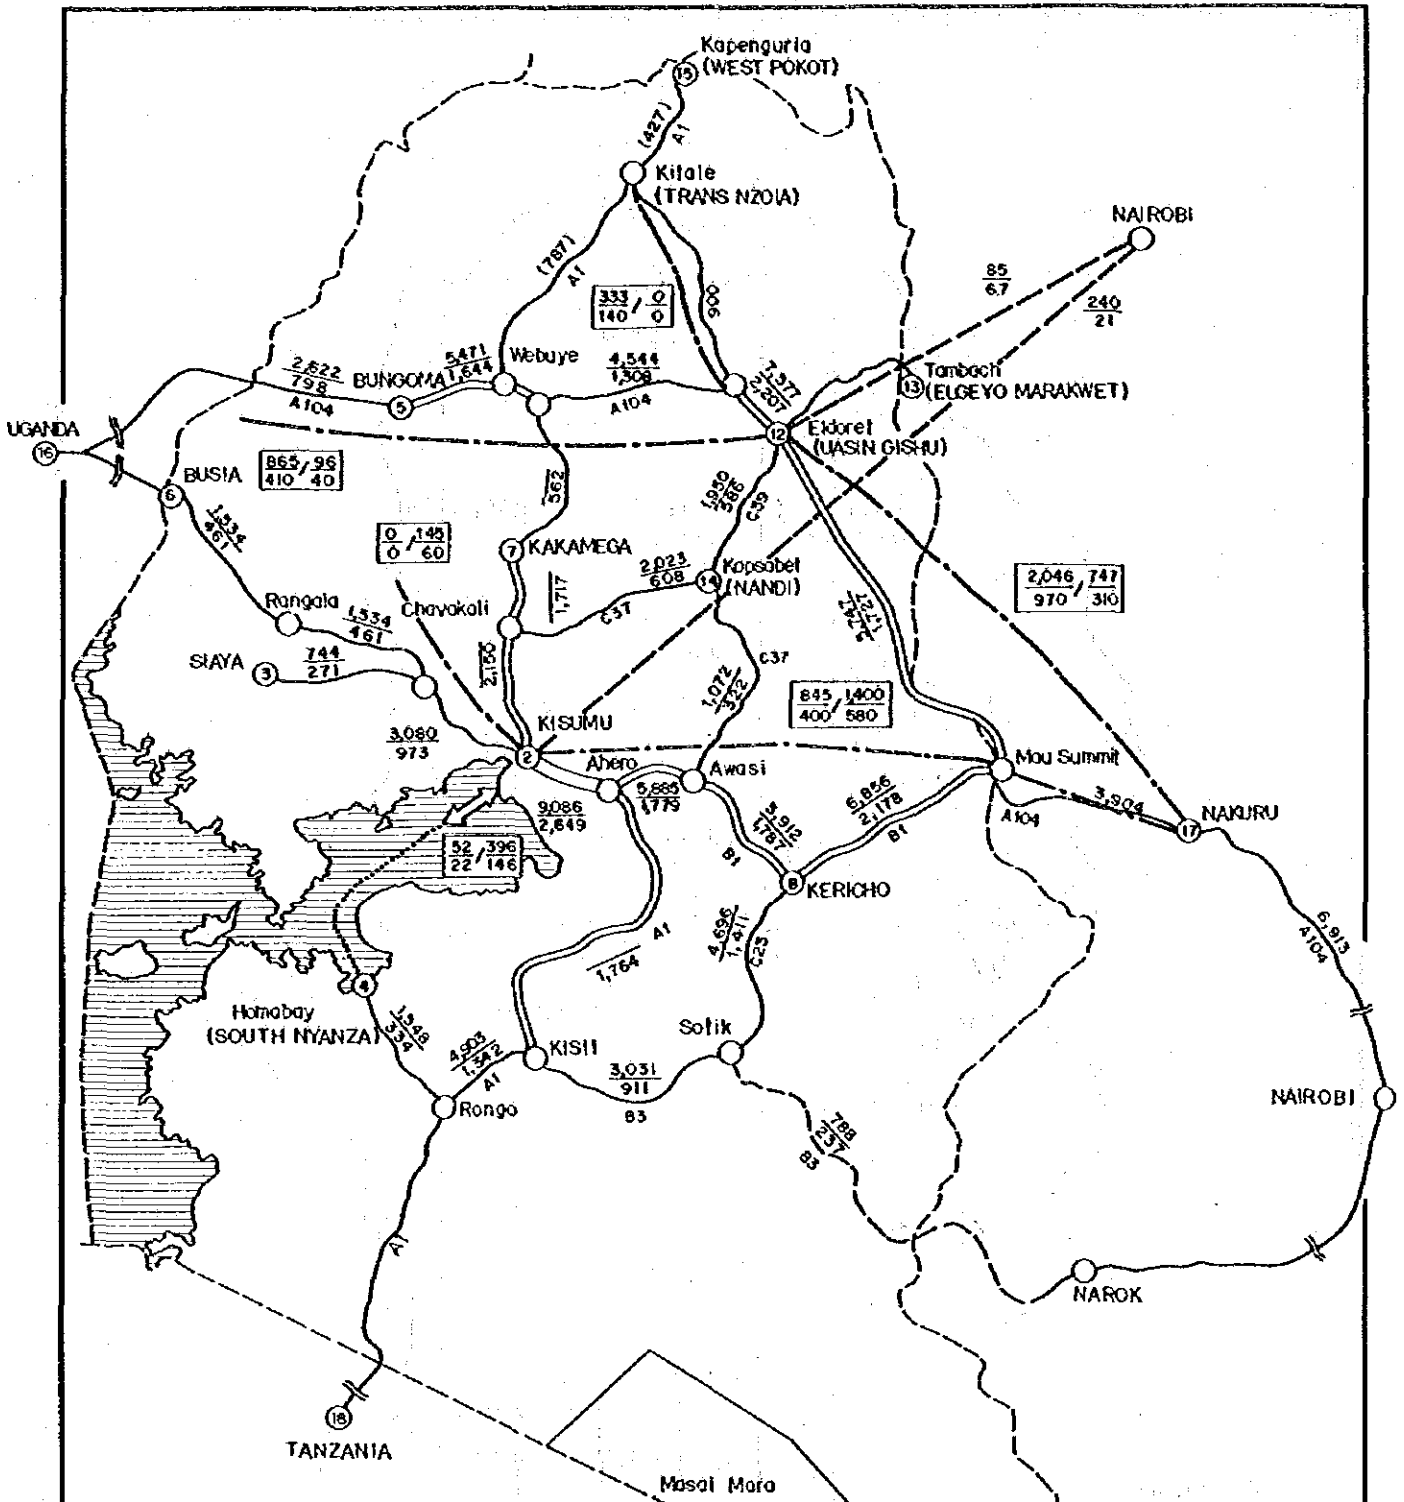 Kapenguria
(WEST POKOT)
15
(427)
A1
Kitale
(TRANS NZOIA)
NAIROBI
(787)
A1
85
6.7
333 / 0
140 / 0
900
240
21
5,471
1,644
Webuye
4,544
1,308
7,377
2,207
Tambach
13
(ELGEYO MARAKWET)
2,622
798
BUNGOMA
A104
5
A104
UGANDA
16
12
Eldoret
(UASIN GISHU)
BUSIA
6
865 / 96
410 / 40
562
1,950
586
C39
1,534
461
0 / 145
0 / 60
7
KAKAMEGA
2,023
608
14
Kapsabet
(NANDI)
2,046 / 747
970 / 310
Rangala
1,534
461
Chavakali
1,717
C37
1,727
SIAYA
3
744
271
2,150
C37
1,072
322
845 / 1,400
400 / 580
KISUMU
2
3,080
973
Ahero
Awasi
Mau Summit
9,086
2,649
5,885
1,779
3,912
1,787
B1
6,856
2,178
B1
3,904
A104
17
NAKURU
52 / 396
22 / 146
8
KERICHO
4,696
1,411
C23
6,913
A104
A1
1,764
4
Homabay
(SOUTH NYANZA)
1,548
334
4,903
1,342
A1
KISII
Sotik
3,031
911
B3
Rongo
NAIROBI
788
237
B3
A1
NAROK
18
TANZANIA
Masai Mara